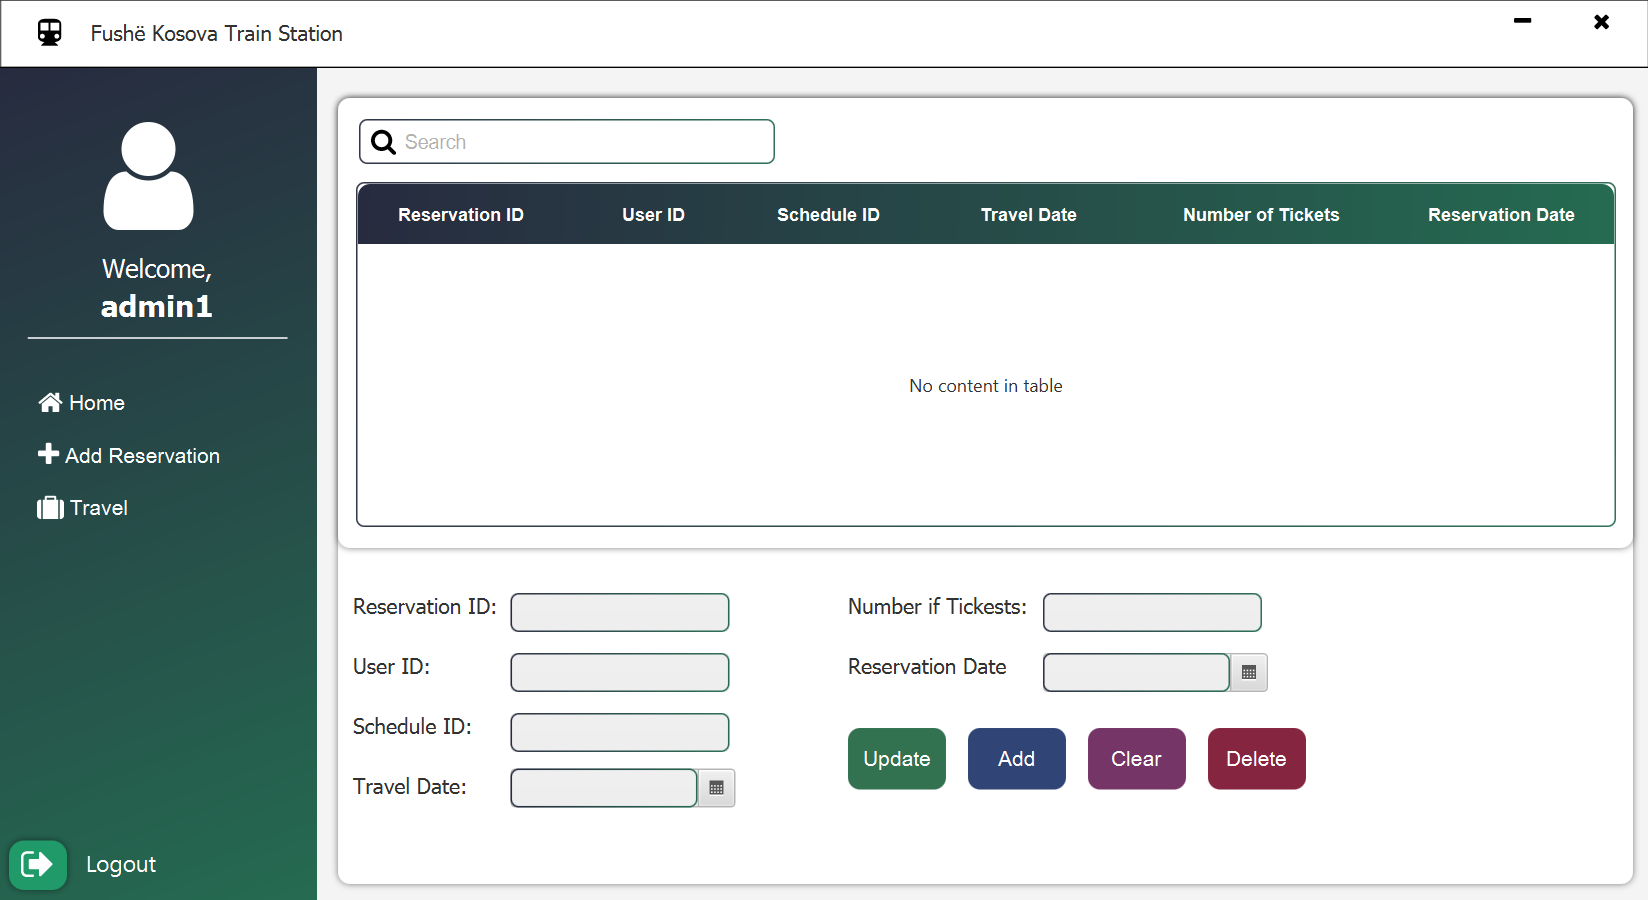 Fushë Kosova Train Station
Welcome,
admin1
Home
Add Reservation
Travel
Logout
Search
Reservation ID User ID Schedule ID Travel Date Number of Tickets Reservation Date
No content in table
Reservation ID:
User ID:
Schedule ID:
Travel Date:
Number if Tickests:
Reservation Date
Update Add Clear Delete